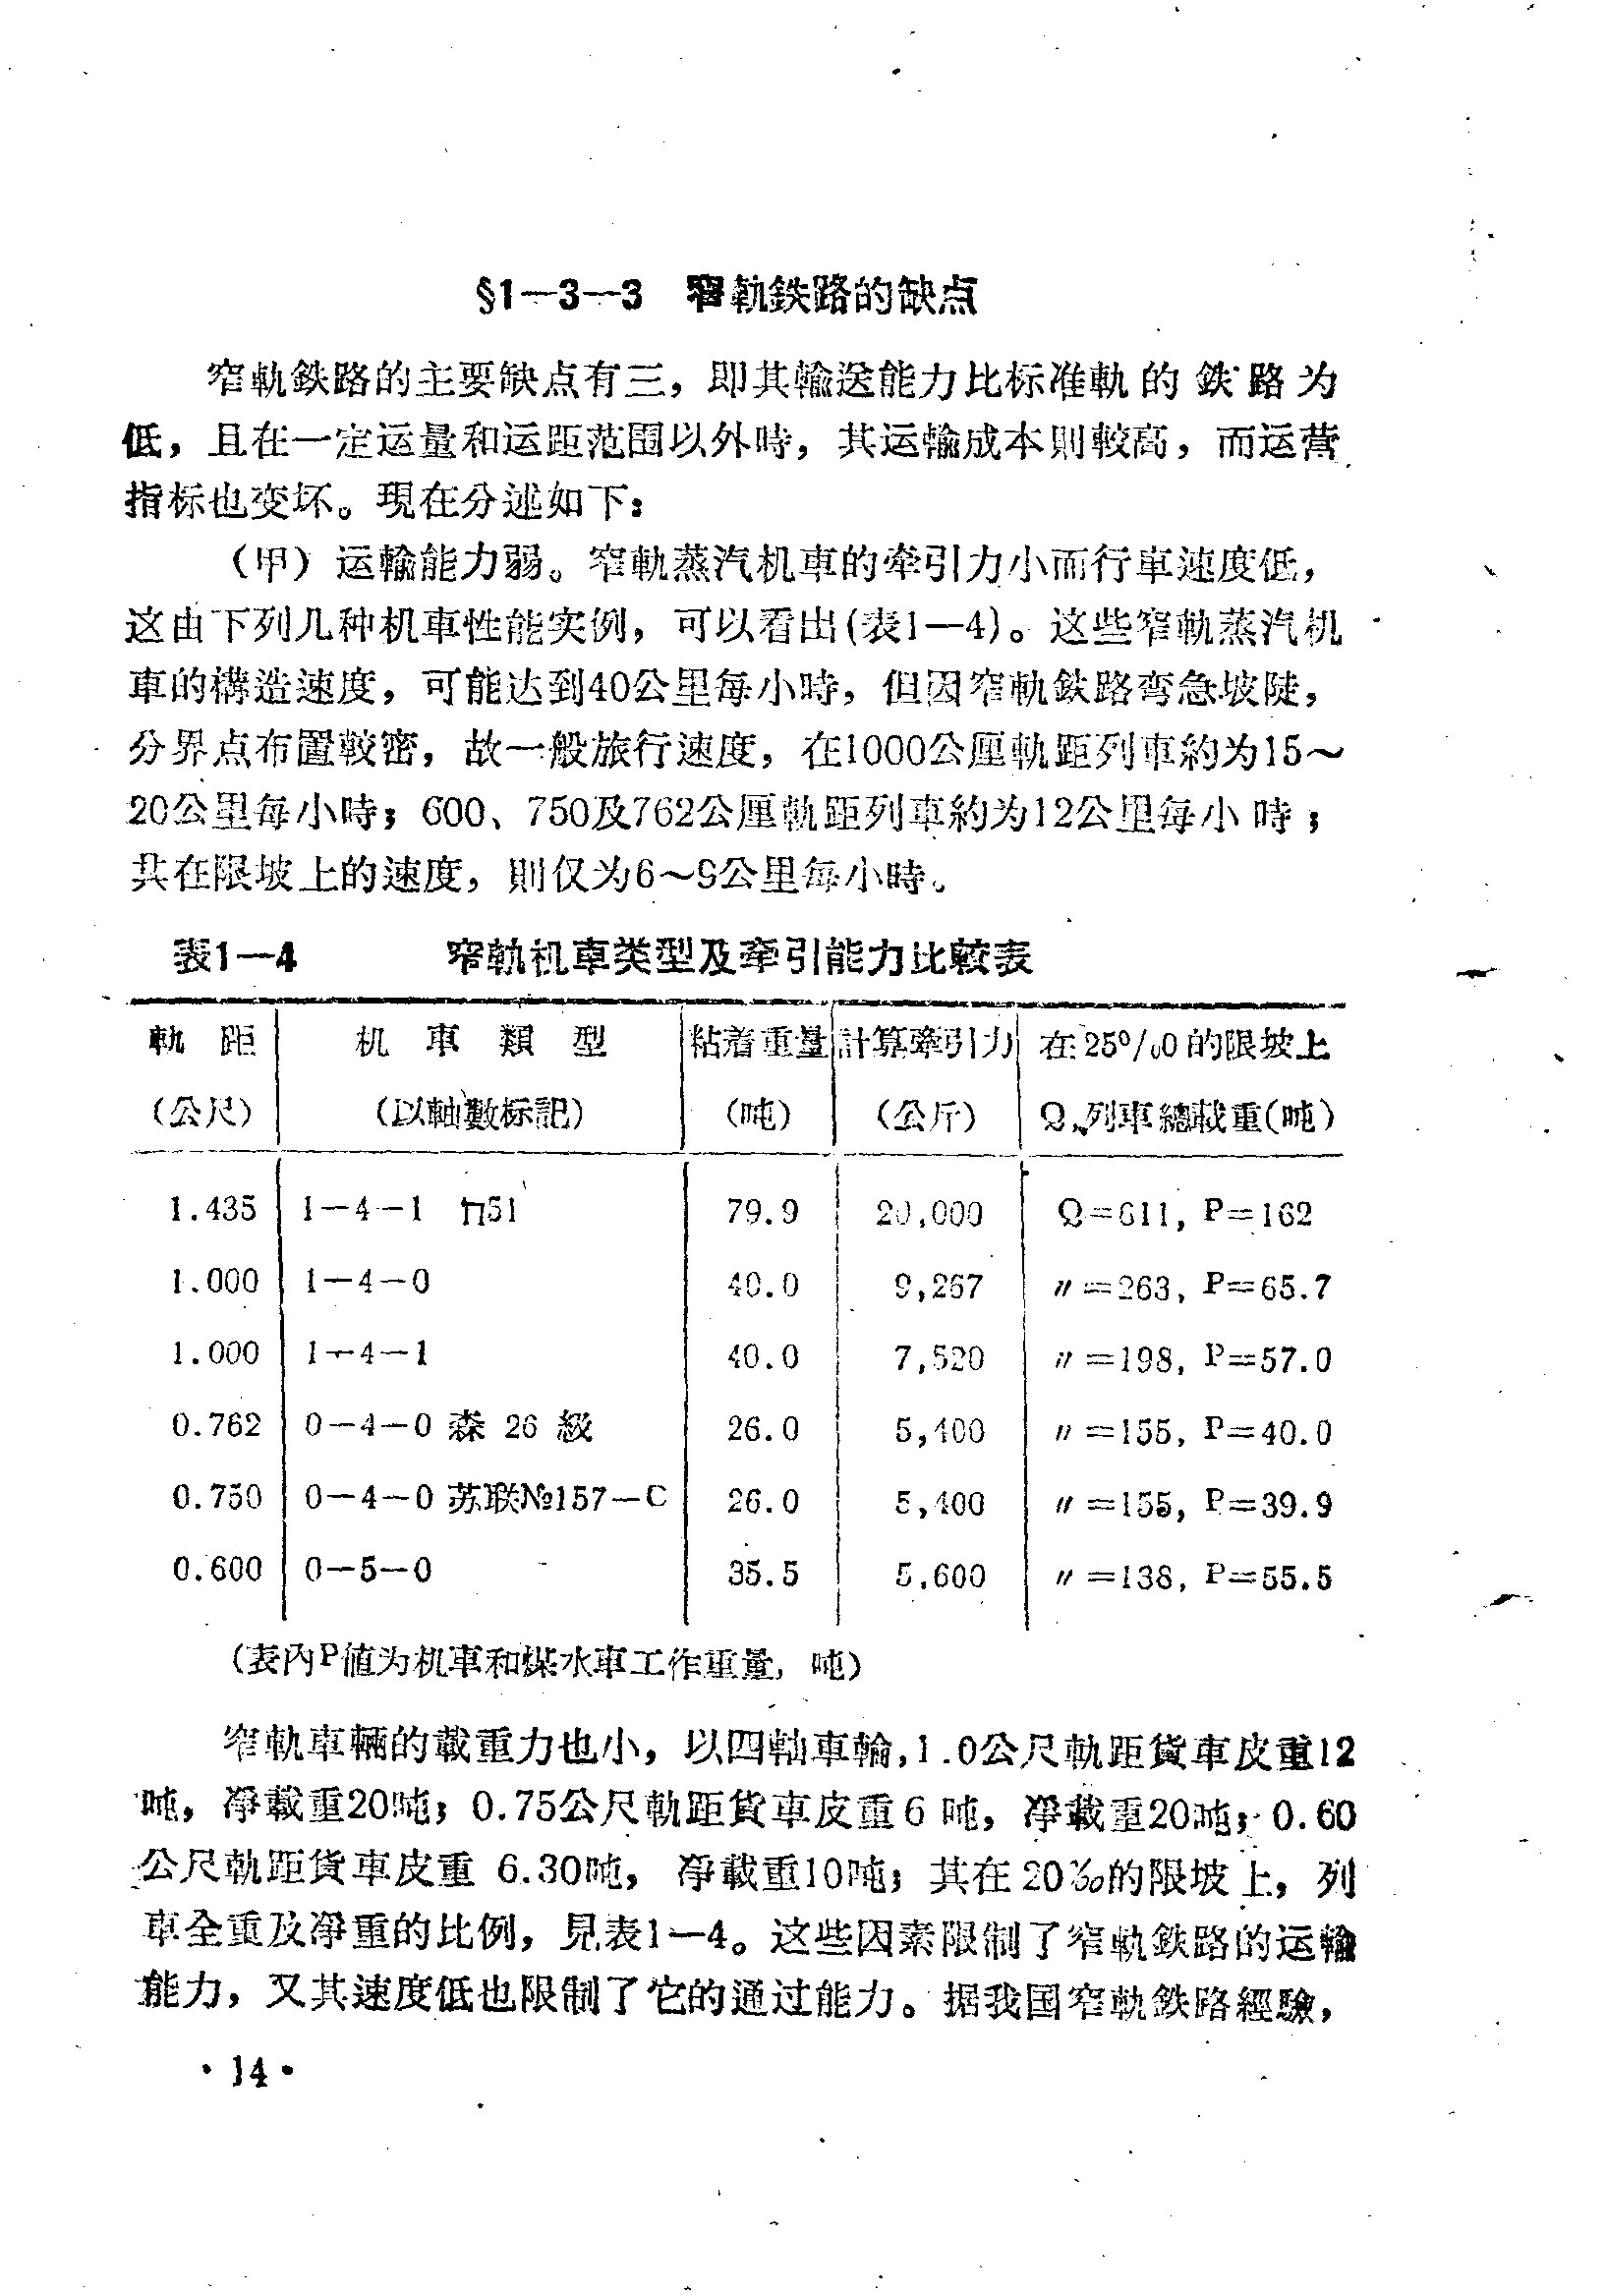 §1—3—3 窄軌鉄路的缺点
窄軌鉄路的主要缺点有三，即其輸送能力比标准軌的鉄路为
低，且在一定运量和运距范围以外時，其运輸成本則較高，而运营
指标也变坏。現在分述如下：
（甲）运輸能力弱。窄軌蒸汽机車的牵引力小而行車速度低，
这由下列几种机車性能实例，可以看出(表1—4)。这些窄軌蒸汽机
車的構造速度，可能达到40公里每小時，但因窄軌鉄路弯急坡陡，
分界点布置較密，故一般旅行速度，在1000公厘軌距列車約为15～
20公里每小時；600、750及762公厘軌距列車約为12公里每小時；
其在限坡上的速度，則仅为6～9公里每小時。
表1—4 窄軌机車类型及牵引能力比較表
軌距 机車類型 粘着重量 計算牽引力 在25⁰/₀0的限坡上
（公尺） （以軸數标記） （吨） （公斤） Q、列車總載重(吨)
1.435 1—4—1 П51 79.9 20,000 Q=611, P=162
1.000 1—4—0 40.0 9,267 〃=263, P=65.7
1.000 1—4—1 40.0 7,520 〃=198, P=57.0
0.762 0—4—0 森 26 級 26.0 5,400 〃=155, P=40.0
0.750 0—4—0 苏联№157—C 26.0 5,400 〃=155, P=39.9
0.600 0—5—0 35.5 5,600 〃=138, P=55.5
（表內P値为机車和煤水車工作重量，吨）
窄軌車輛的載重力也小，以四軸車輪，1.0公尺軌距貨車皮重12
吨，淨載重20吨；0.75公尺軌距貨車皮重6吨，淨載重20吨；0.60
公尺軌距貨車皮重 6.30吨，淨載重10吨；其在20‰的限坡上，列
車全重及淨重的比例，見表1—4。这些因素限制了窄軌鉄路的运輸
能力，又其速度低也限制了它的通过能力。据我国窄軌鉄路經驗，
·14·